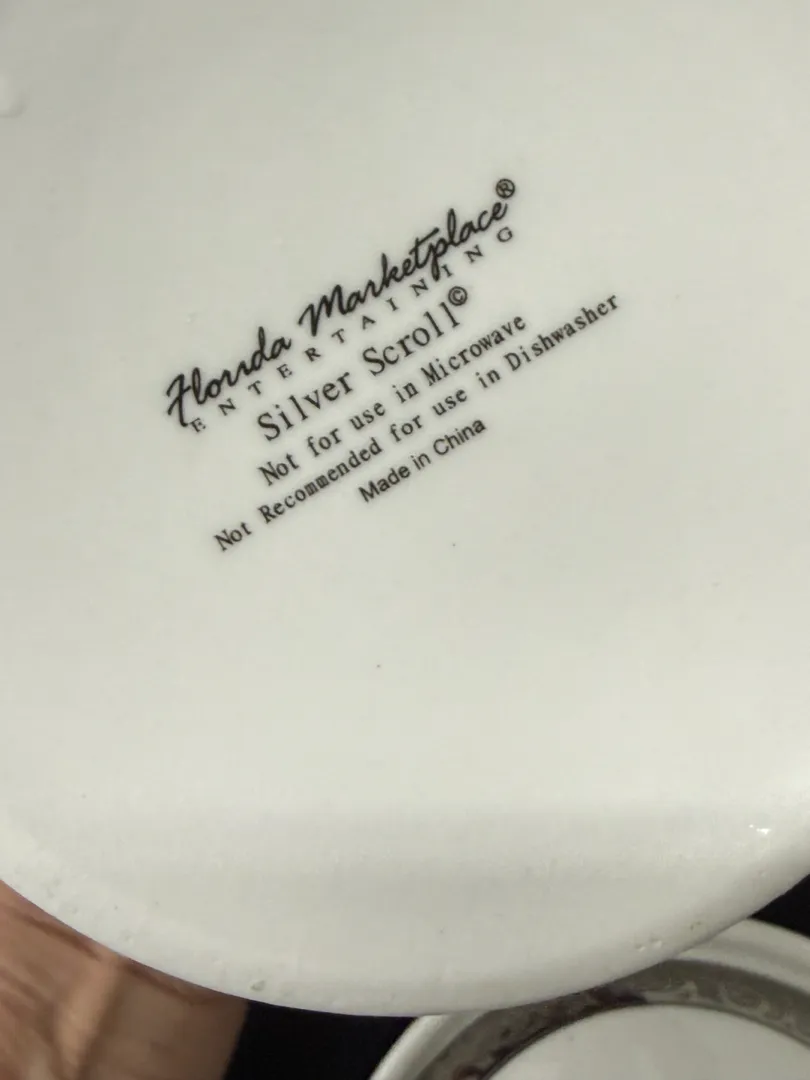 Florida Marketplace®
ENTERTAINING
Silver Scroll©
Not for use in Microwave
Not Recommended for use in Dishwasher
Made in China